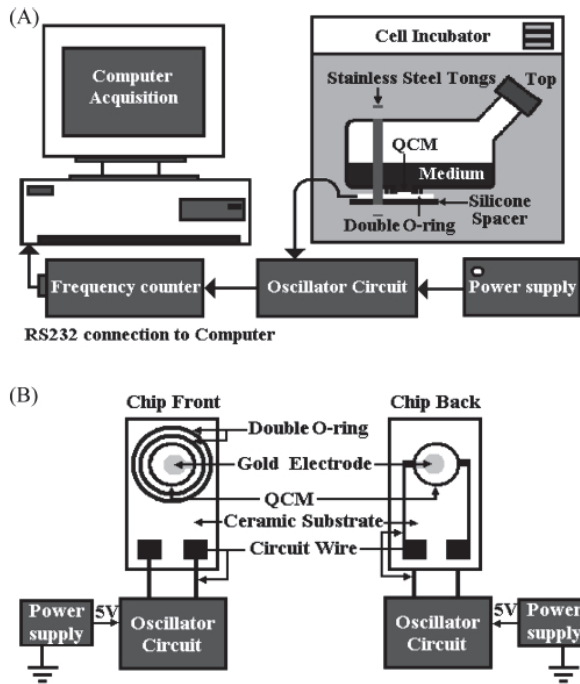 (A)
Computer
Acquisition
Cell Incubator
Stainless Steel Tongs
Top
QCM
Medium
Silicone
Spacer
Double O-ring
Frequency counter
Oscillator Circuit
Power supply
RS232 connection to Computer
(B)
Chip Front
Chip Back
Double O-ring
Gold Electrode
QCM
Ceramic Substrate
Circuit Wire
Power
supply
5V
Oscillator
Circuit
Oscillator
Circuit
5V
Power
supply